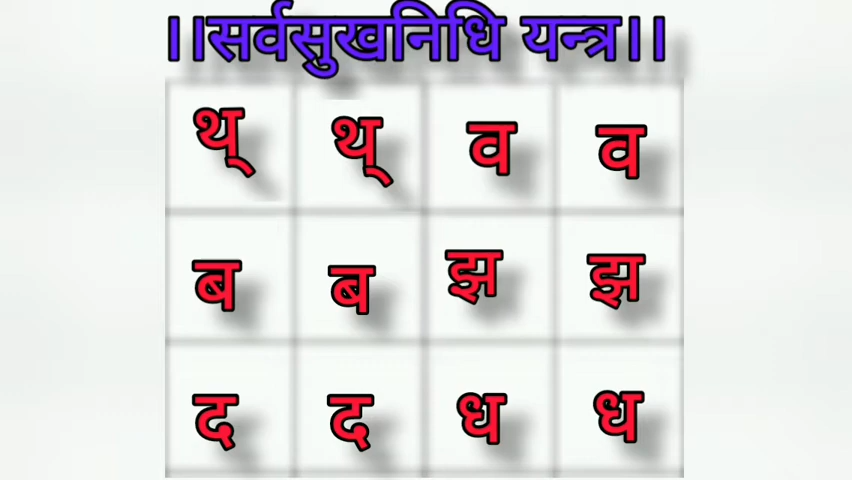 ।।सर्वसुखनिधि यन्त्र।।
थ् थ् व व
ब ब झ झ
द द ध ध